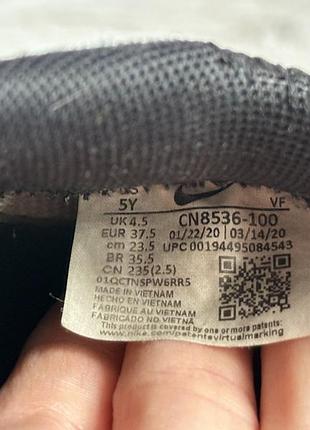 5Y VF
UK 4.5 CN8536-100
EUR 37.5 01/22/20 03/14/20
cm 23.5 UPC 00194495084543
BR 35.5
CN 235(2.5)
01QCTNSPW6RR5
MADE IN VIETNAM
HECHO EN VIETNAM
FABRIQUE AU VIETNAM
FABRICADO NO VIETNÃ
This product is covered by one or more patents:
www.nike.com/patentsvirtualmarking